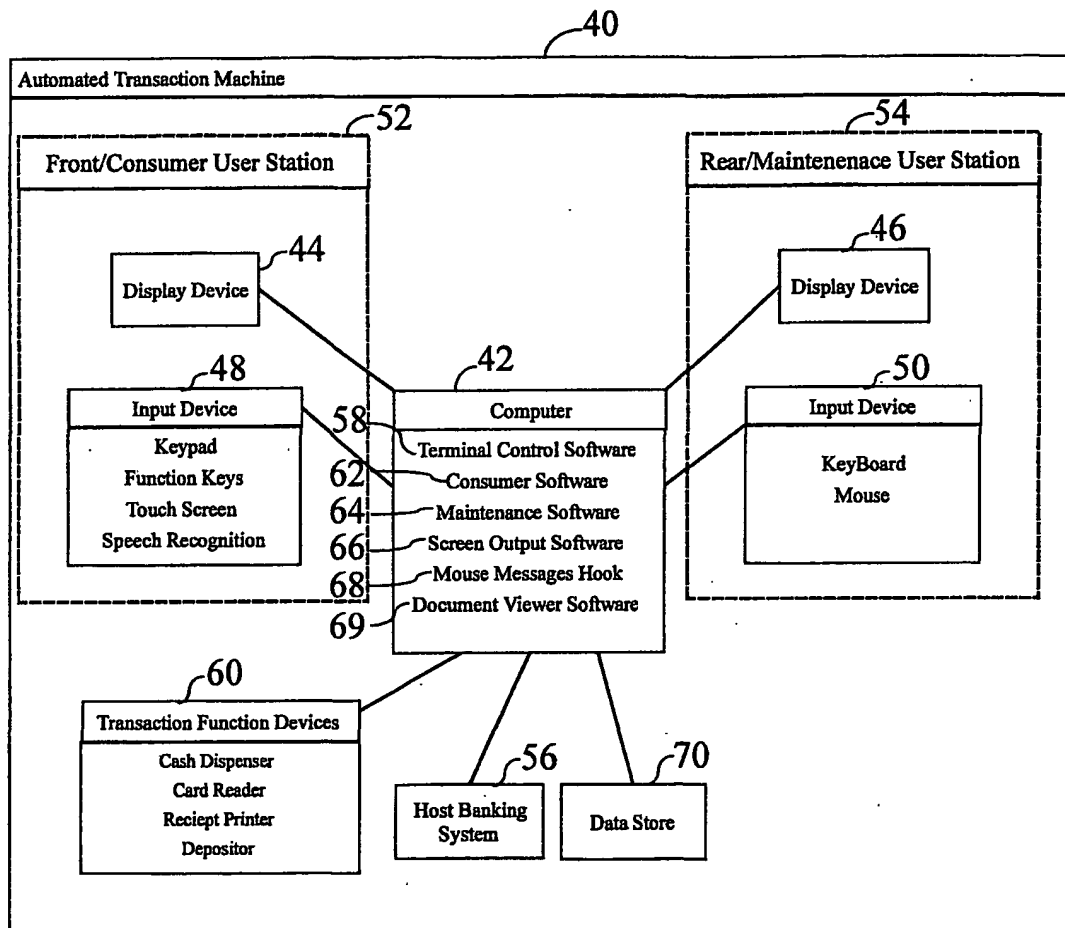 40
Automated Transaction Machine
52
Front/Consumer User Station
54
Rear/Maintenenace User Station
44
Display Device
46
Display Device
48
Input Device
Keypad
Function Keys
Touch Screen
Speech Recognition
42
Computer
58
Terminal Control Software
62
Consumer Software
64
Maintenance Software
66
Screen Output Software
68
Mouse Messages Hook
69
Document Viewer Software
50
Input Device
KeyBoard
Mouse
60
Transaction Function Devices
Cash Dispenser
Card Reader
Reciept Printer
Depositor
56
Host Banking
System
70
Data Store